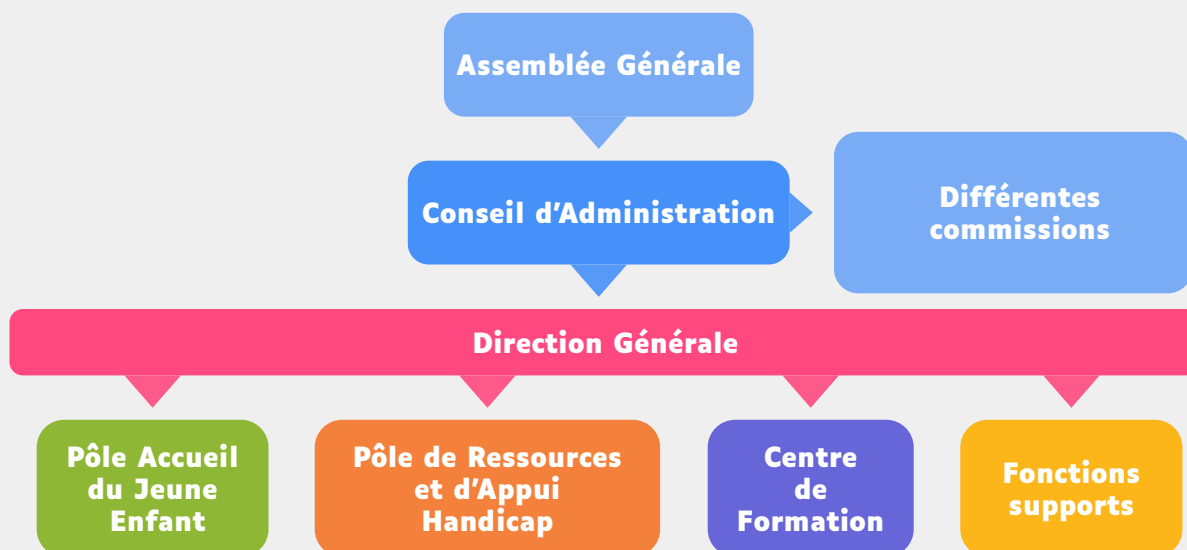 Assemblée Générale
Conseil d'Administration
Différentes
commissions
Direction Générale
Pôle Accueil
du Jeune
Enfant
Pôle de Ressources
et d'Appui
Handicap
Centre
de
Formation
Fonctions
supports